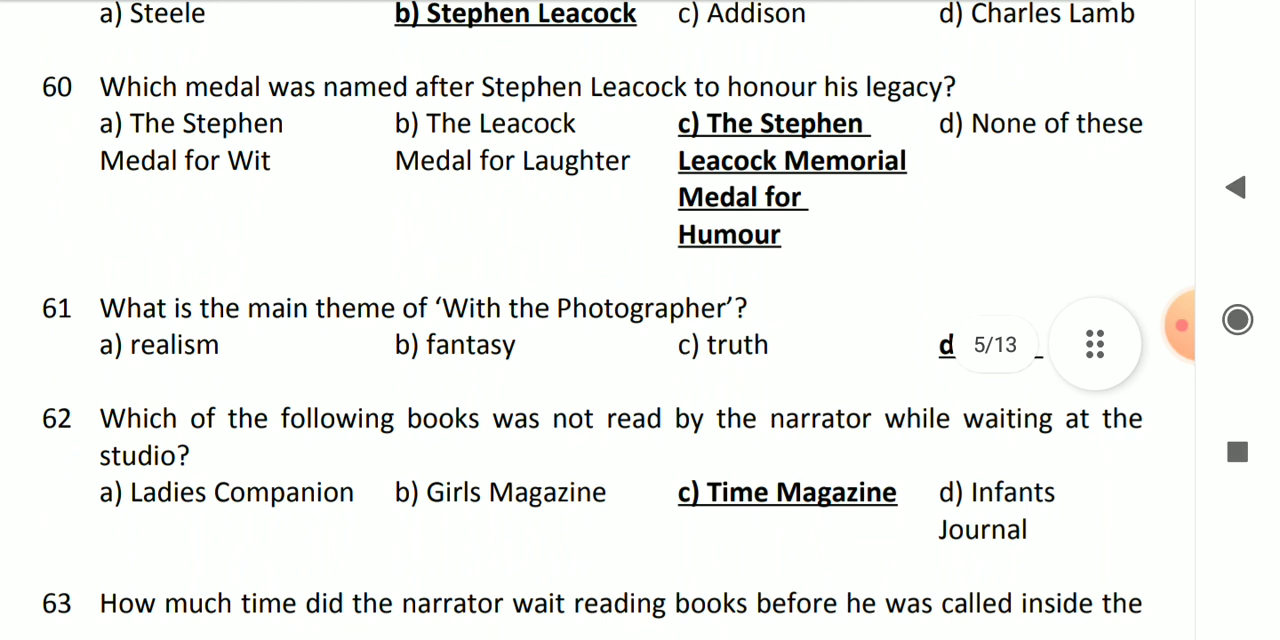 a) Steele b) Stephen Leacock c) Addison d) Charles Lamb
60 Which medal was named after Stephen Leacock to honour his legacy?
a) The Stephen b) The Leacock c) The Stephen d) None of these
Medal for Wit Medal for Laughter Leacock Memorial
Medal for
Humour
61 What is the main theme of ‘With the Photographer’?
a) realism b) fantasy c) truth d 5/13
62 Which of the following books was not read by the narrator while waiting at the
studio?
a) Ladies Companion b) Girls Magazine c) Time Magazine d) Infants
Journal
63 How much time did the narrator wait reading books before he was called inside the